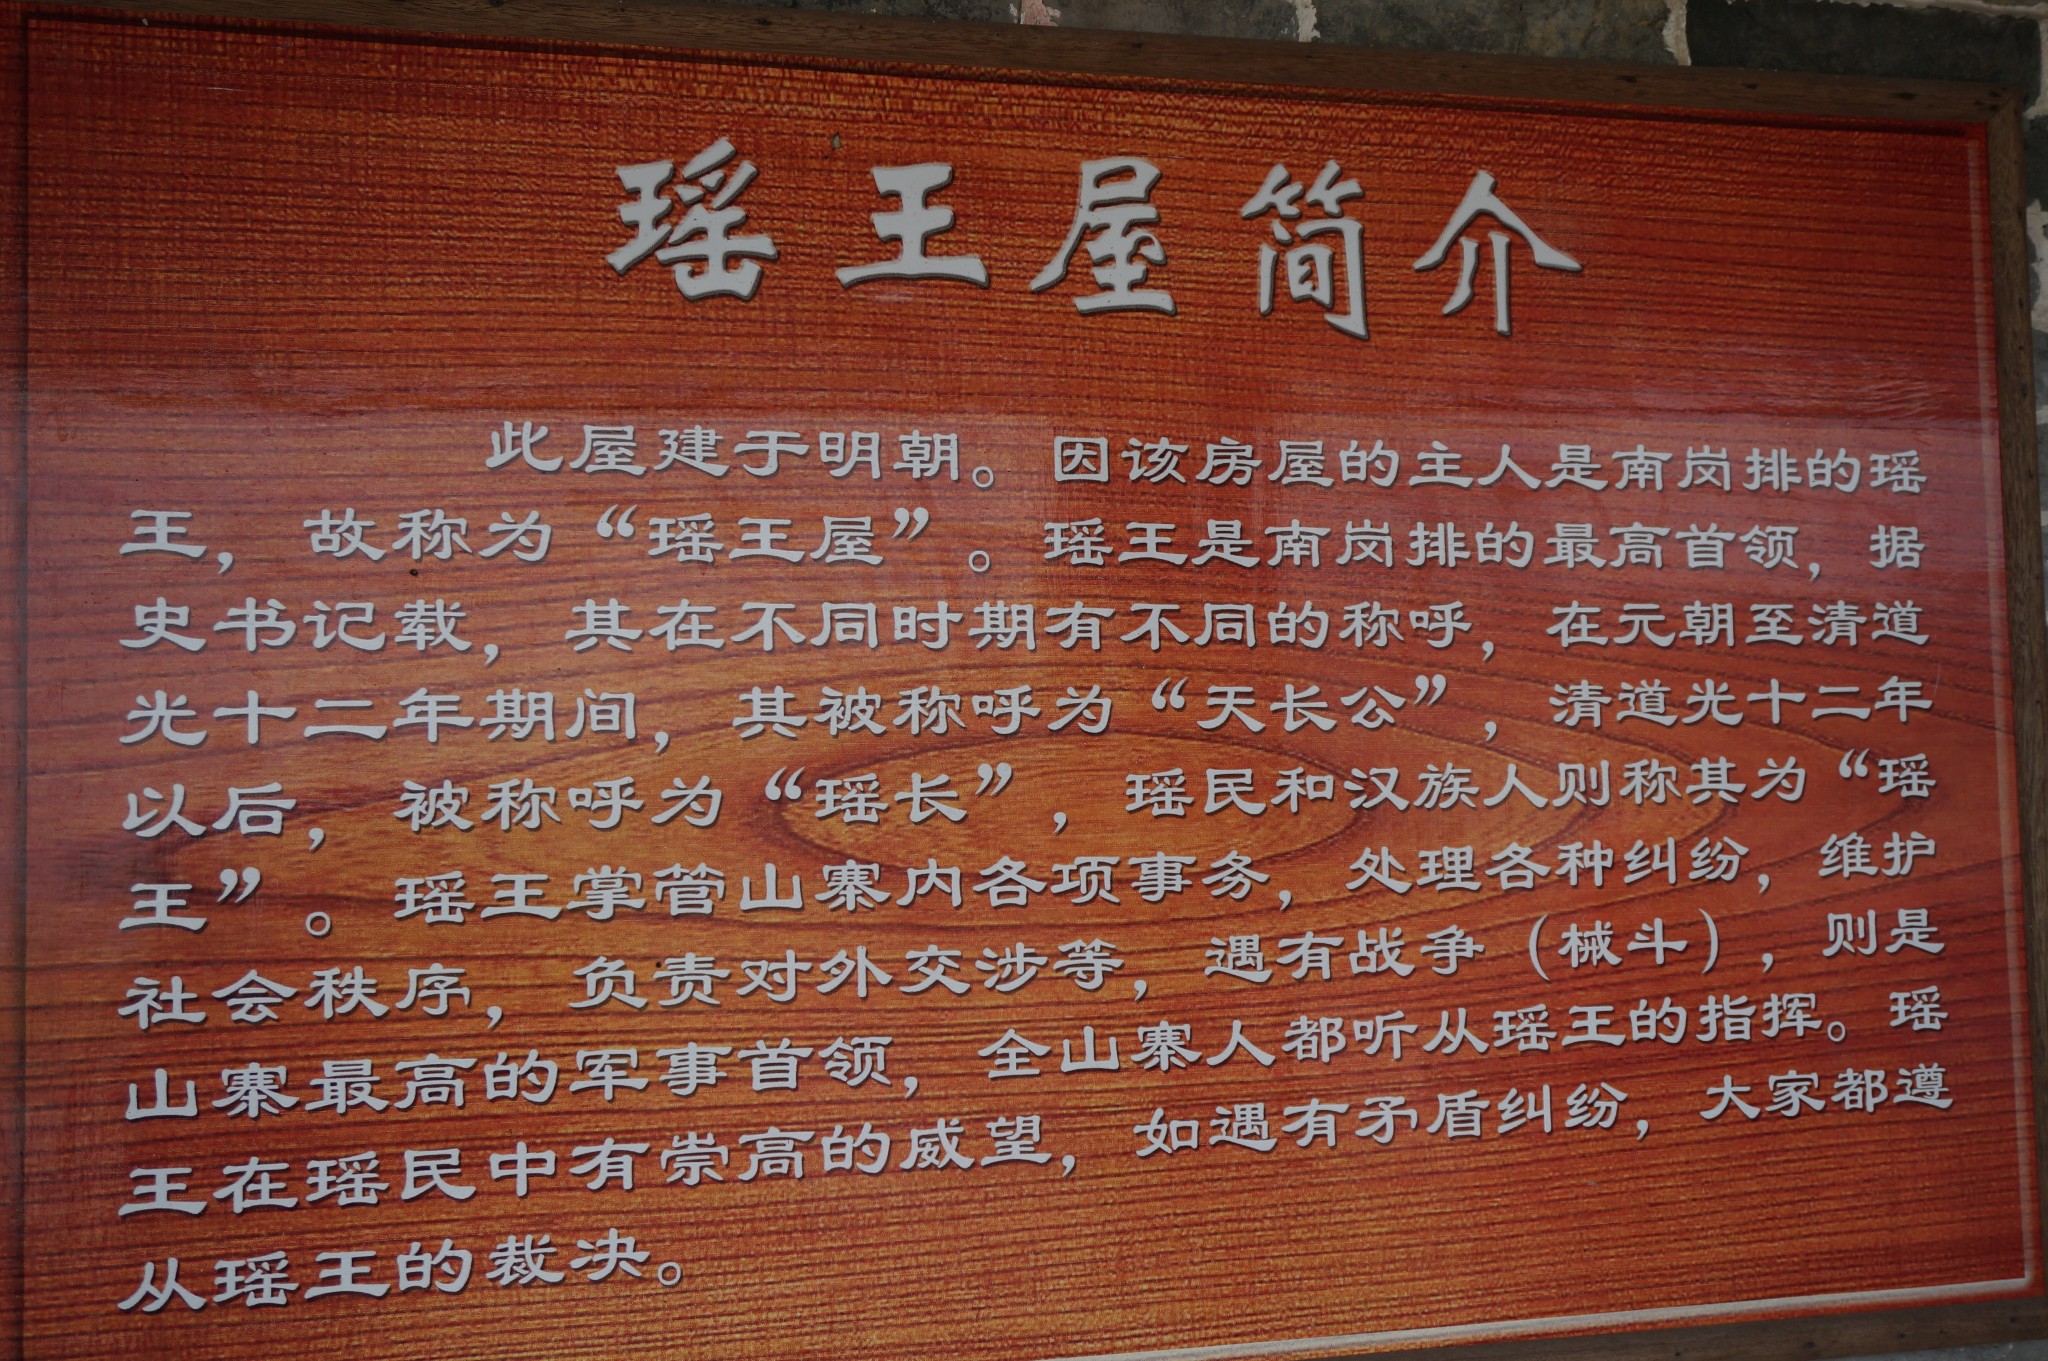 瑶王屋简介
此屋建于明朝。因该房屋的主人是南岗排的瑶
王，故称为“瑶王屋”。瑶王是南岗排的最高首领，据
史书记载，其在不同时期有不同的称呼，在元朝至清道
光十二年期间，其被称呼为“天长公”，清道光十二年
以后，被称呼为“瑶长”，瑶民和汉族人则称其为“瑶
王”。瑶王掌管山寨内各项事务，处理各种纠纷，维护
社会秩序，负责对外交涉等，遇有战争（械斗），则是
山寨最高的军事首领，全山寨人都听从瑶王的指挥。瑶
王在瑶民中有崇高的威望，如遇有矛盾纠纷，大家都遵
从瑶王的裁决。